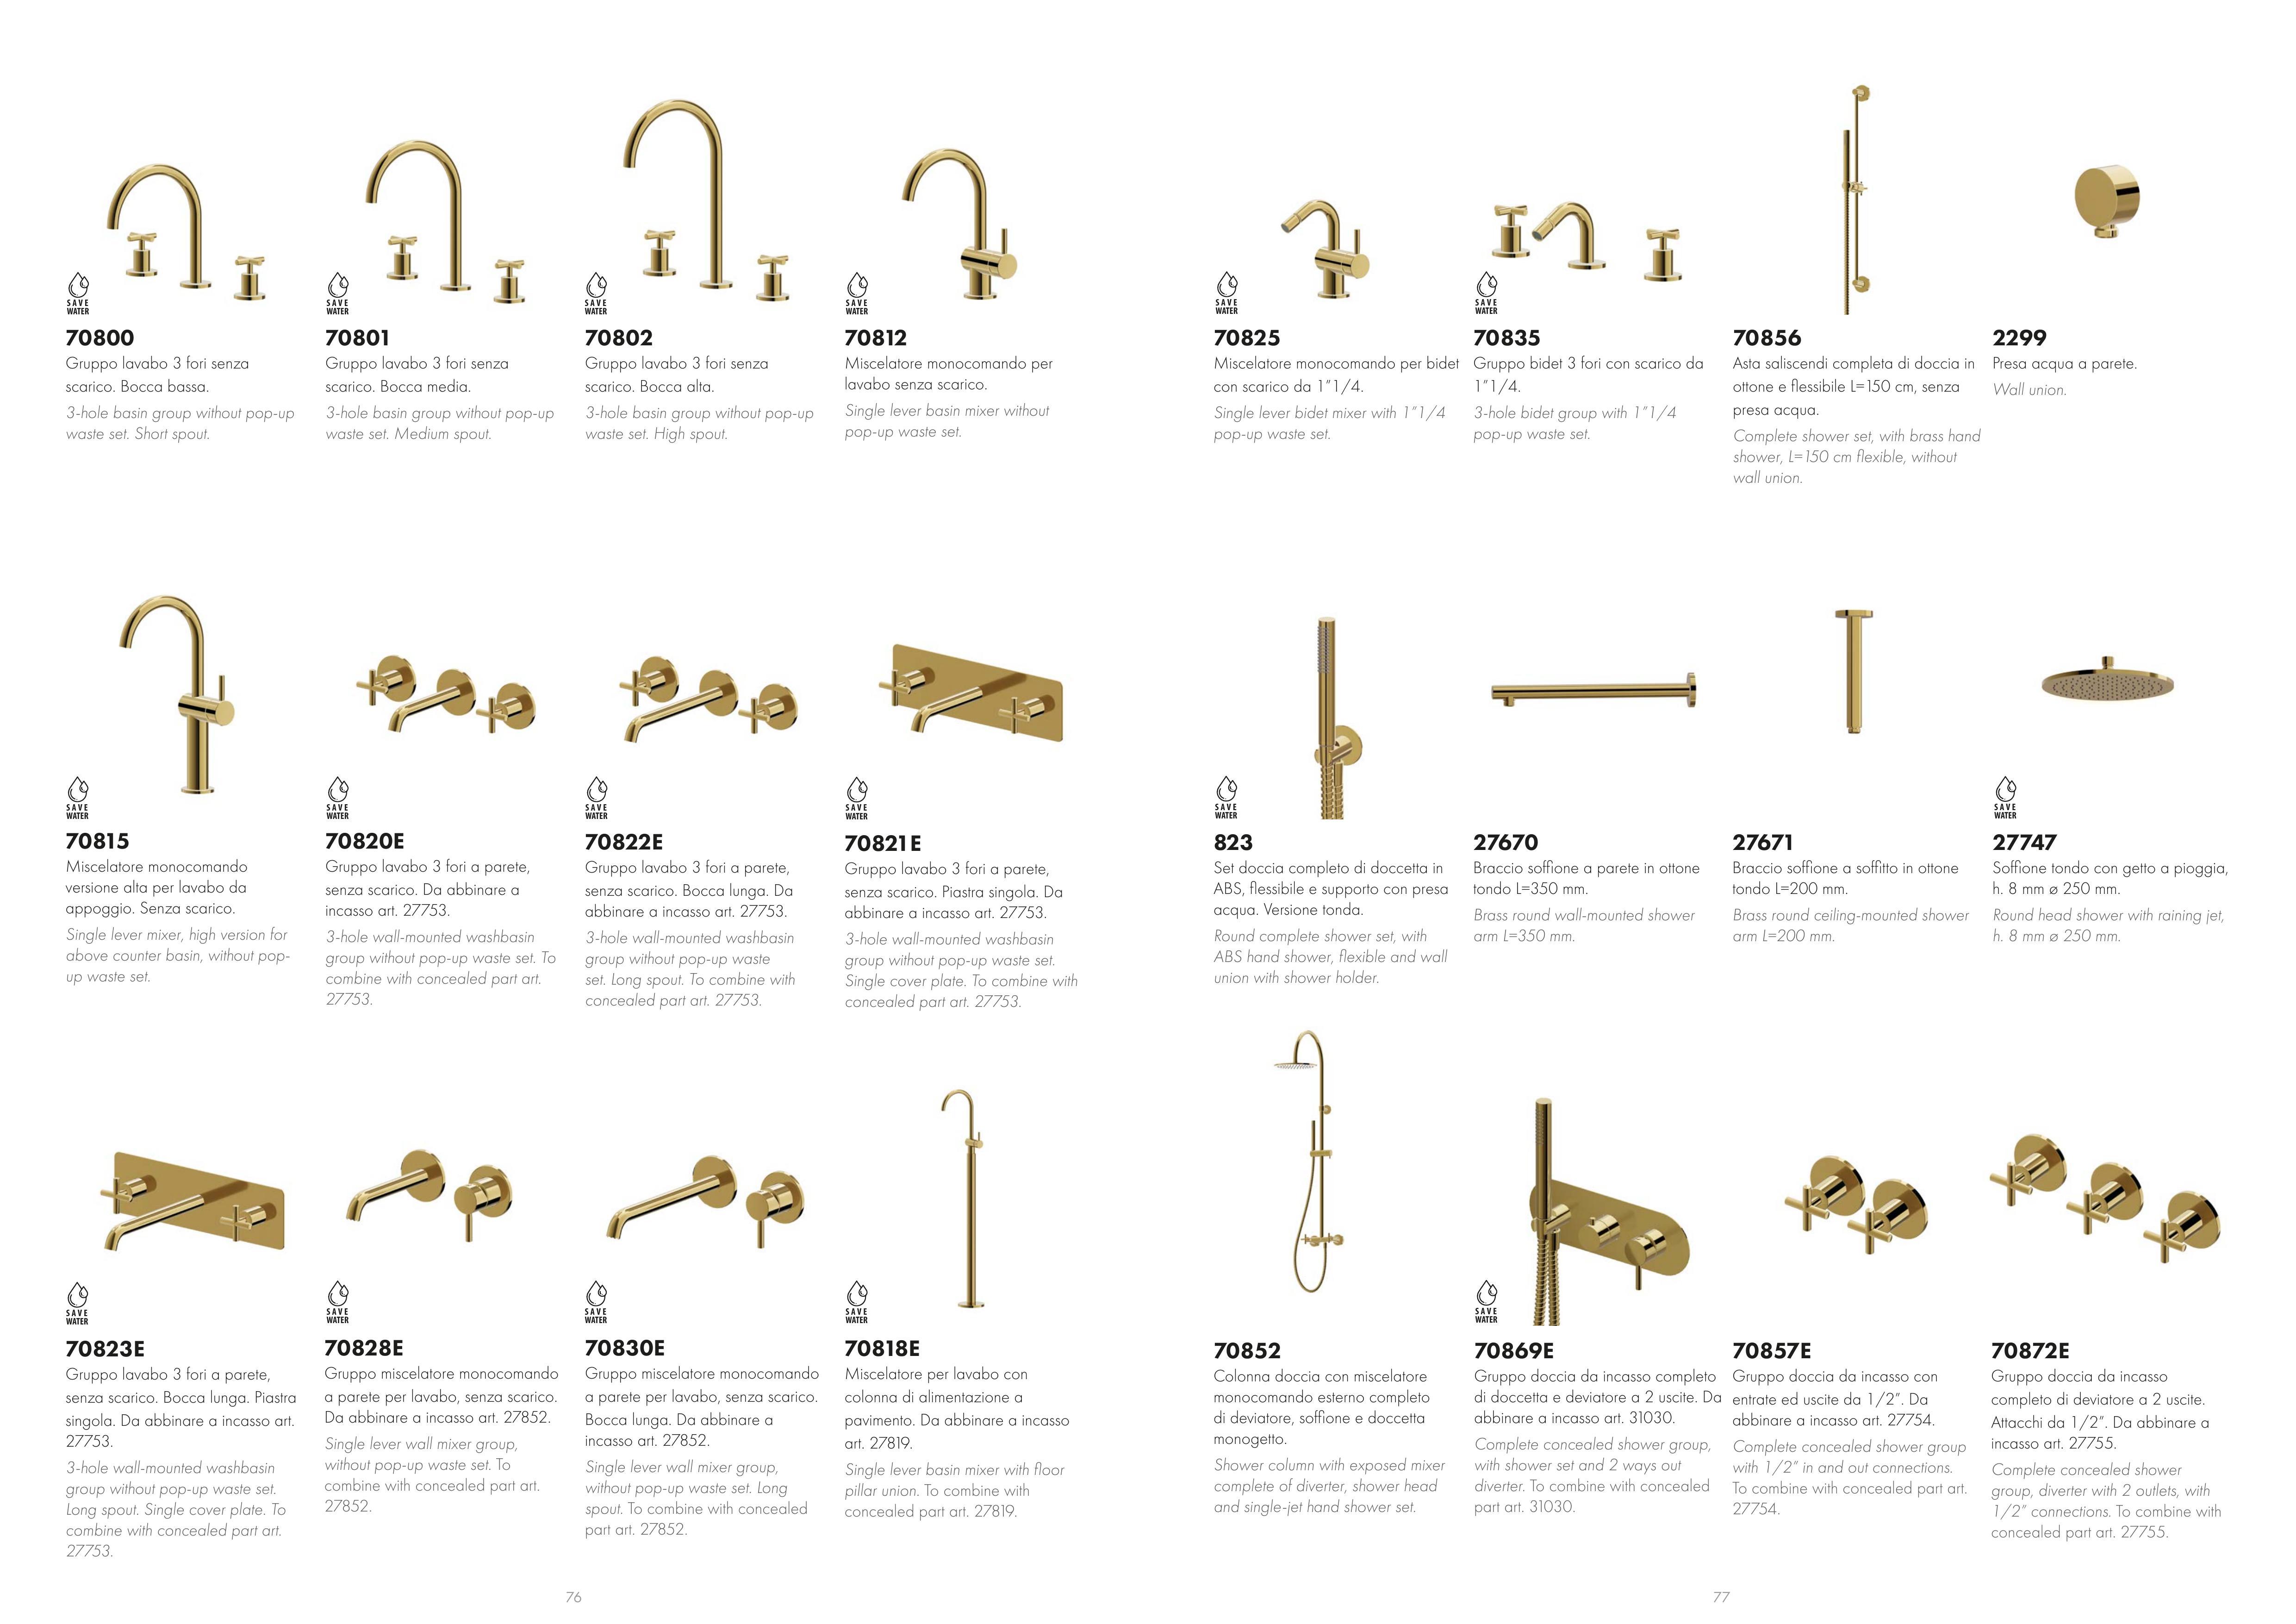 SAVE
WATER
70800
Gruppo lavabo 3 fori senza
scarico. Bocca bassa.
3-hole basin group without pop-up
waste set. Short spout.
SAVE
WATER
70801
Gruppo lavabo 3 fori senza
scarico. Bocca media.
3-hole basin group without pop-up
waste set. Medium spout.
SAVE
WATER
70802
Gruppo lavabo 3 fori senza
scarico. Bocca alta.
3-hole basin group without pop-up
waste set. High spout.
SAVE
WATER
70812
Miscelatore monocomando per
lavabo senza scarico.
Single lever basin mixer without
pop-up waste set.
SAVE
WATER
70815
Miscelatore monocomando
versione alta per lavabo da
appoggio. Senza scarico.
Single lever mixer, high version for
above counter basin, without pop-
up waste set.
SAVE
WATER
70820E
Gruppo lavabo 3 fori a parete,
senza scarico. Da abbinare a
incasso art. 27753.
3-hole wall-mounted washbasin
group without pop-up waste set. To
combine with concealed part art.
27753.
SAVE
WATER
70822E
Gruppo lavabo 3 fori a parete,
senza scarico. Bocca lunga. Da
abbinare a incasso art. 27753.
3-hole wall-mounted washbasin
group without pop-up waste
set. Long spout. To combine with
concealed part art. 27753.
SAVE
WATER
70821E
Gruppo lavabo 3 fori a parete,
senza scarico. Piastra singola. Da
abbinare a incasso art. 27753.
3-hole wall-mounted washbasin
group without pop-up waste set.
Single cover plate. To combine with
concealed part art. 27753.
SAVE
WATER
70823E
Gruppo lavabo 3 fori a parete,
senza scarico. Bocca lunga. Piastra
singola. Da abbinare a incasso art.
27753.
3-hole wall-mounted washbasin
group without pop-up waste set.
Long spout. Single cover plate. To
combine with concealed part art.
27753.
SAVE
WATER
70828E
Gruppo miscelatore monocomando
a parete per lavabo, senza scarico.
Da abbinare a incasso art. 27852.
Single lever wall mixer group,
without pop-up waste set. To
combine with concealed part art.
27852.
SAVE
WATER
70830E
Gruppo miscelatore monocomando
a parete per lavabo, senza scarico.
Bocca lunga. Da abbinare a
incasso art. 27852.
Single lever wall mixer group,
without pop-up waste set. Long
spout. To combine with concealed
part art. 27852.
SAVE
WATER
70818E
Miscelatore per lavabo con
colonna di alimentazione a
pavimento. Da abbinare a incasso
art. 27819.
Single lever basin mixer with floor
pillar union. To combine with
concealed part art. 27819.
76
SAVE
WATER
70825
Miscelatore monocomando per bidet
con scarico da 1”1/4.
Single lever bidet mixer with 1”1/4
pop-up waste set.
SAVE
WATER
70835
Gruppo bidet 3 fori con scarico da
1”1/4.
3-hole bidet group with 1”1/4
pop-up waste set.
70856
Asta saliscendi completa di doccia in
ottone e flessibile L=150 cm, senza
presa acqua.
Complete shower set, with brass hand
shower, L=150 cm flexible, without
wall union.
2299
Presa acqua a parete.
Wall union.
SAVE
WATER
823
Set doccia completo di doccetta in
ABS, flessibile e supporto con presa
acqua. Versione tonda.
Round complete shower set, with
ABS hand shower, flexible and wall
union with shower holder.
27670
Braccio soffione a parete in ottone
tondo L=350 mm.
Brass round wall-mounted shower
arm L=350 mm.
27671
Braccio soffione a soffitto in ottone
tondo L=200 mm.
Brass round ceiling-mounted shower
arm L=200 mm.
SAVE
WATER
27747
Soffione tondo con getto a pioggia,
h. 8 mm ø 250 mm.
Round head shower with raining jet,
h. 8 mm ø 250 mm.
70852
Colonna doccia con miscelatore
monocomando esterno completo
di deviatore, soffione e doccetta
monogetto.
Shower column with exposed mixer
complete of diverter, shower head
and single-jet hand shower set.
SAVE
WATER
70869E
Gruppo doccia da incasso completo
di doccetta e deviatore a 2 uscite. Da
abbinare a incasso art. 31030.
Complete concealed shower group,
with shower set and 2 ways out
diverter. To combine with concealed
part art. 31030.
70857E
Gruppo doccia da incasso con
entrate ed uscite da 1/2”. Da
abbinare a incasso art. 27754.
Complete concealed shower group
with 1/2” in and out connections.
To combine with concealed part art.
27754.
70872E
Gruppo doccia da incasso
completo di deviatore a 2 uscite.
Attacchi da 1/2”. Da abbinare a
incasso art. 27755.
Complete concealed shower
group, diverter with 2 outlets, with
1/2” connections. To combine with
concealed part art. 27755.
77